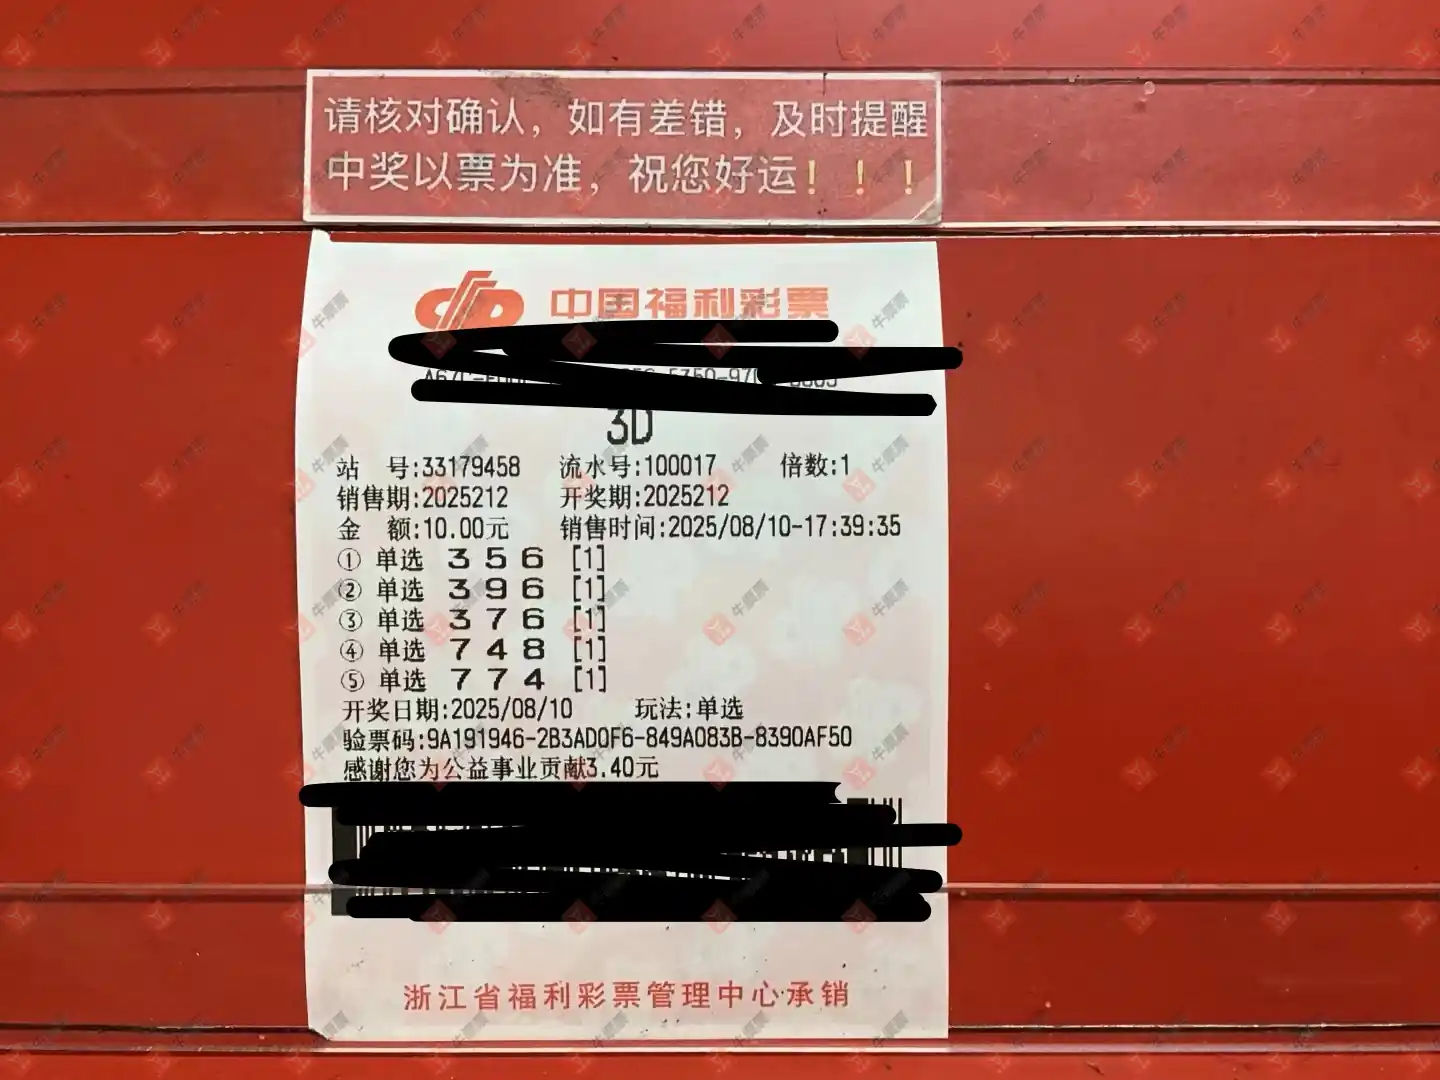 请核对确认，如有差错，及时提醒
中奖以票为准，祝您好运！！！
中国福利彩票
3D
站 号:33179458 流水号:100017 倍数:1
销售期:2025212 开奖期:2025212
金 额:10.00元 销售时间:2025/08/10-17:39:35
① 单选 3 5 6 [1]
② 单选 3 9 6 [1]
③ 单选 3 7 6 [1]
④ 单选 7 4 8 [1]
⑤ 单选 7 7 4 [1]
开奖日期:2025/08/10 玩法:单选
验票码:9A191946-2B3AD0F6-849A083B-8390AF50
感谢您为公益事业贡献3.40元
浙江省福利彩票管理中心承销
牛票票